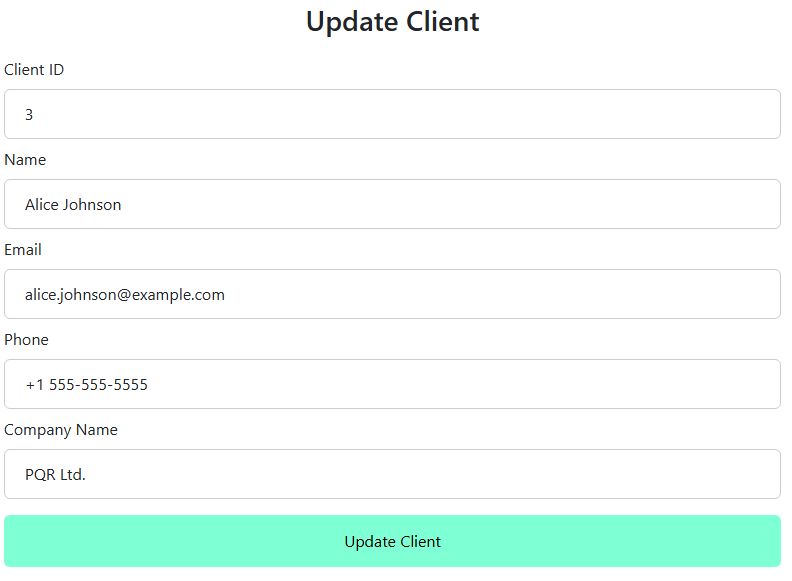 Update Client
Client ID
3
Name
Alice Johnson
Email
alice.johnson@example.com
Phone
+1 555-555-5555
Company Name
PQR Ltd.
Update Client